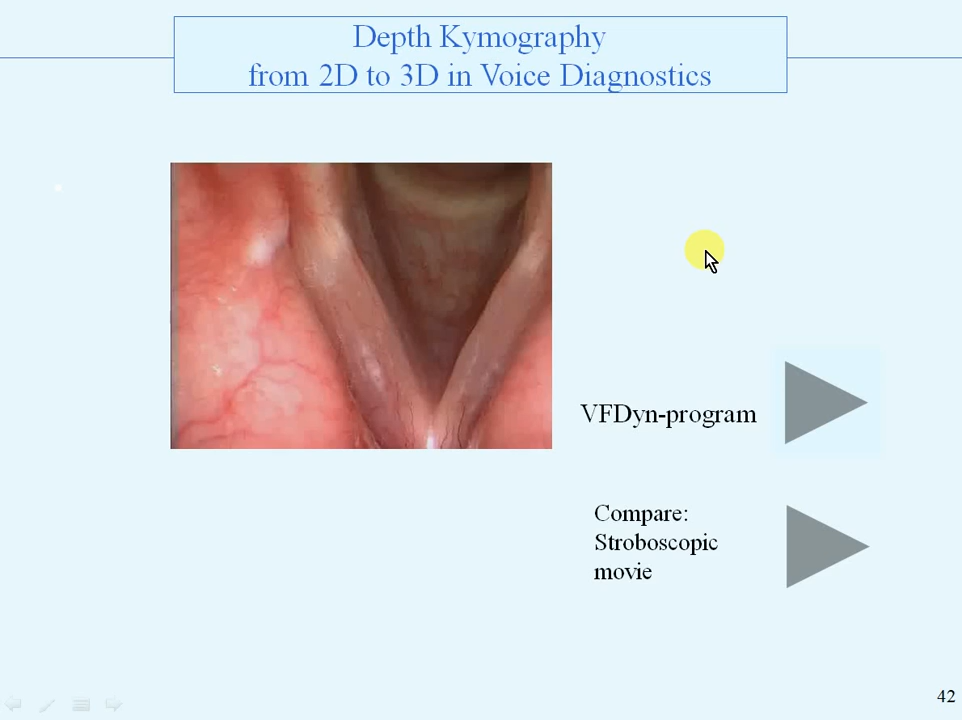 Depth Kymography
from 2D to 3D in Voice Diagnostics
VFDyn-program
Compare:
Stroboscopic
movie
42